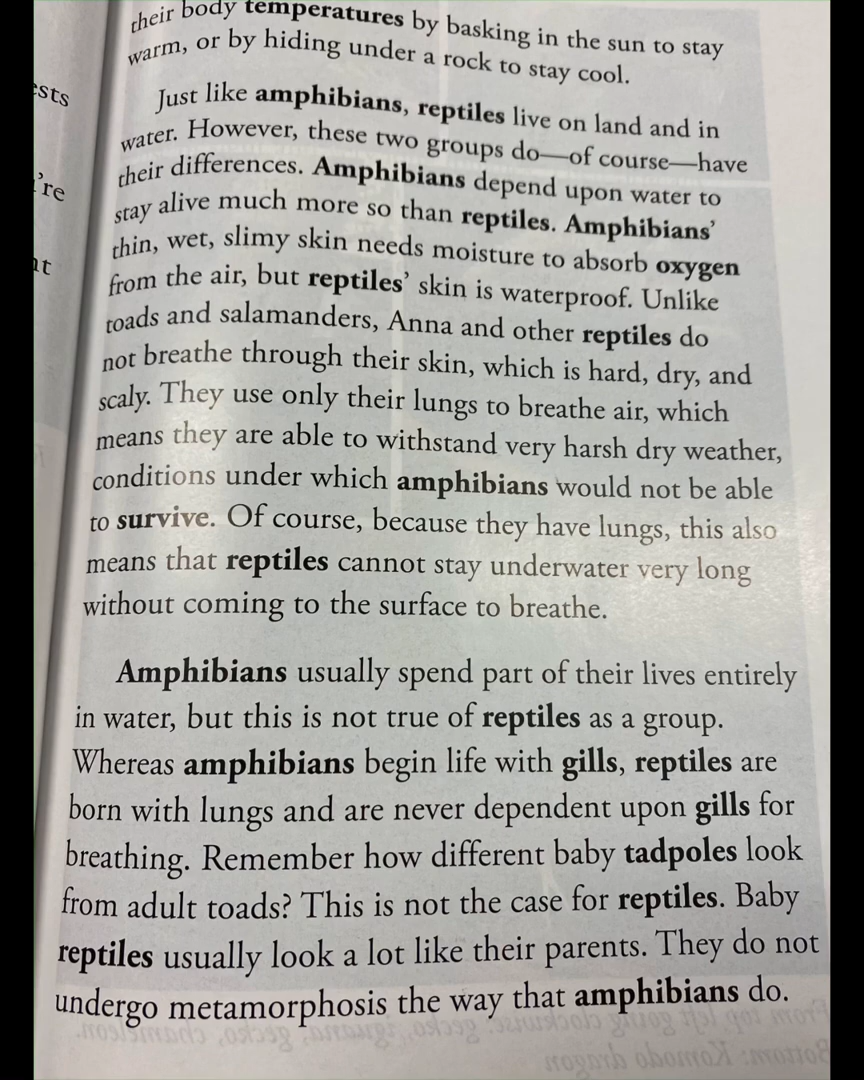 their body temperatures by basking in the sun to stay
warm, or by hiding under a rock to stay cool.
Just like amphibians, reptiles live on land and in
water. However, these two groups do—of course—have
their differences. Amphibians depend upon water to
stay alive much more so than reptiles. Amphibians’
thin, wet, slimy skin needs moisture to absorb oxygen
from the air, but reptiles’ skin is waterproof. Unlike
toads and salamanders, Anna and other reptiles do
not breathe through their skin, which is hard, dry, and
scaly. They use only their lungs to breathe air, which
means they are able to withstand very harsh dry weather,
conditions under which amphibians would not be able
to survive. Of course, because they have lungs, this also
means that reptiles cannot stay underwater very long
without coming to the surface to breathe.
Amphibians usually spend part of their lives entirely
in water, but this is not true of reptiles as a group.
Whereas amphibians begin life with gills, reptiles are
born with lungs and are never dependent upon gills for
breathing. Remember how different baby tadpoles look
from adult toads? This is not the case for reptiles. Baby
reptiles usually look a lot like their parents. They do not
undergo metamorphosis the way that amphibians do.